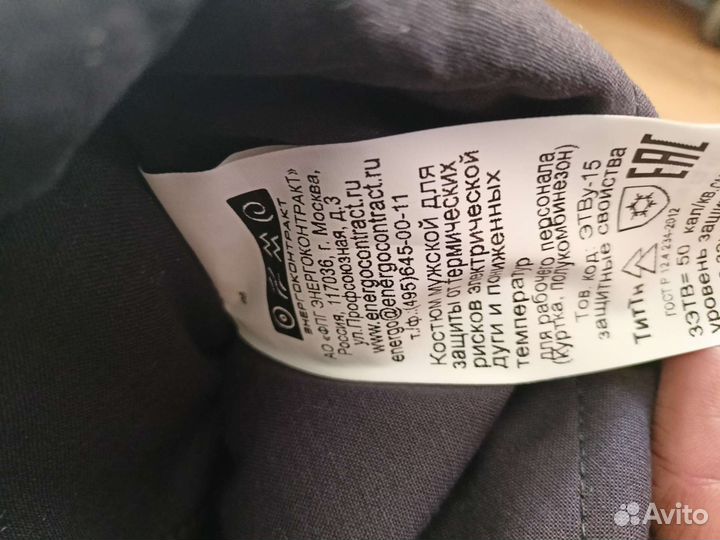 ЭНЕРГОКОНТРАКТ
АО «ФПГ ЭНЕРГОКОНТРАКТ»
Россия, 117036, г. Москва,
ул.Профсоюзная, д.3
www.energocontract.ru
energo@energocontract.ru
т./ф.(495)645-00-11
Костюм мужской для
защиты от термических
рисков электрической
дуги и пониженных
температур
для рабочего персонала
(Куртка, полукомбинезон)
Тов. код: ЭТВу-15
защитные свойства
EAC
ТитТн
ГОСТ Р 12.4.234-2012
ЗЭТВ= 50 кал/кв.
уровень
Avito